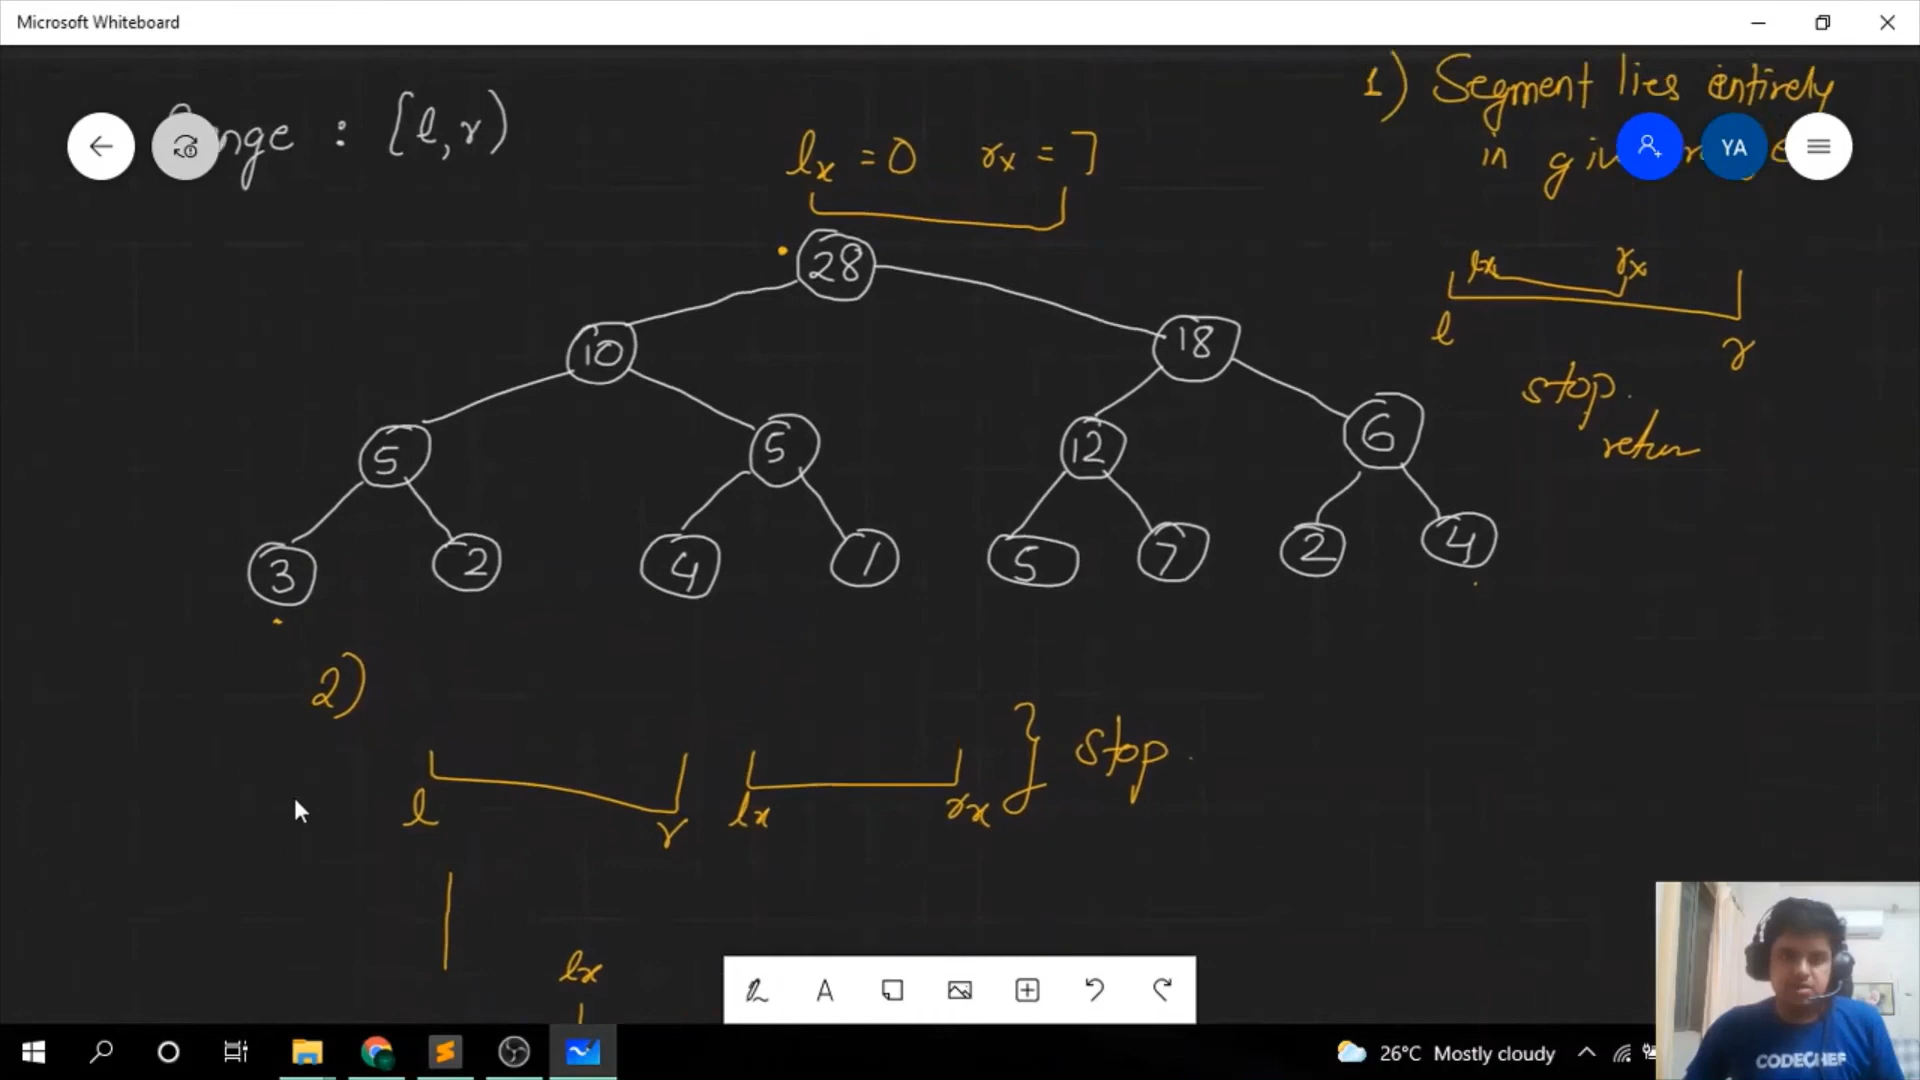 Microsoft Whiteboard
: [l,r)
lx = 0 rx = 7
1) Segment lies entirely
in
YA
28
10
18
5
5
12
6
3
2
4
1
5
7
2
4
lx rx
l r
stop.
return
2)
l r lx rx } stop.
lx
A
26°C Mostly cloudy
CODECHEF